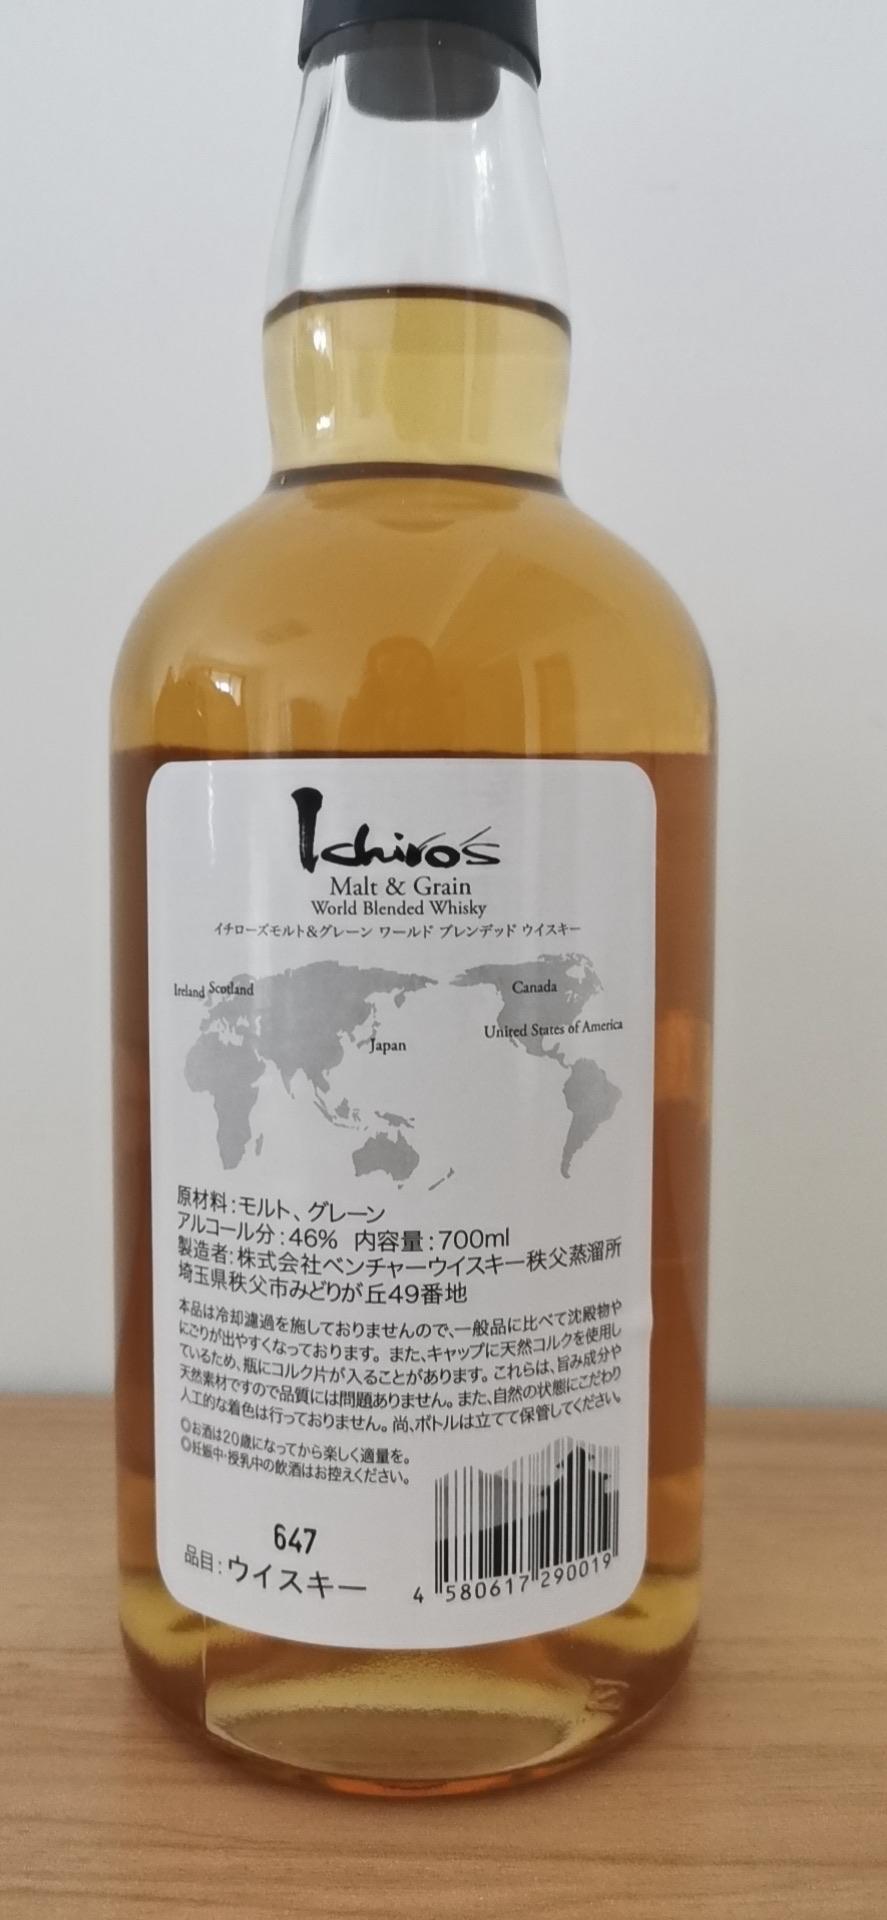 Ichiro's
Malt & Grain
World Blended Whisky
イチローズモルト&グレーン ワールド ブレンデッド ウイスキー
Ireland Scotland
Canada
United States of America
Japan
原材料:モルト、グレーン
アルコール分:46% 内容量:700ml
製造者:株式会社ベンチャーウイスキー秩父蒸溜所
埼玉県秩父市みどりが丘49番地
本品は冷却濾過を施しておりませんので、一般品に比べて沈殿物や
にごりが出やすくなっております。また、キャップに天然コルクを使用し
ているため、瓶にコルク片が入ることがあります。これらは、旨み成分や
天然素材ですので品質には問題ありません。また、自然の状態にこだわり
人工的な着色は行っておりません。尚、ボトルは立てて保管してください。
◎お酒は20歳になってから楽しく適量を。
◎妊娠中・授乳中の飲酒はお控えください。
647
品目:ウイスキー
4 580617 290019